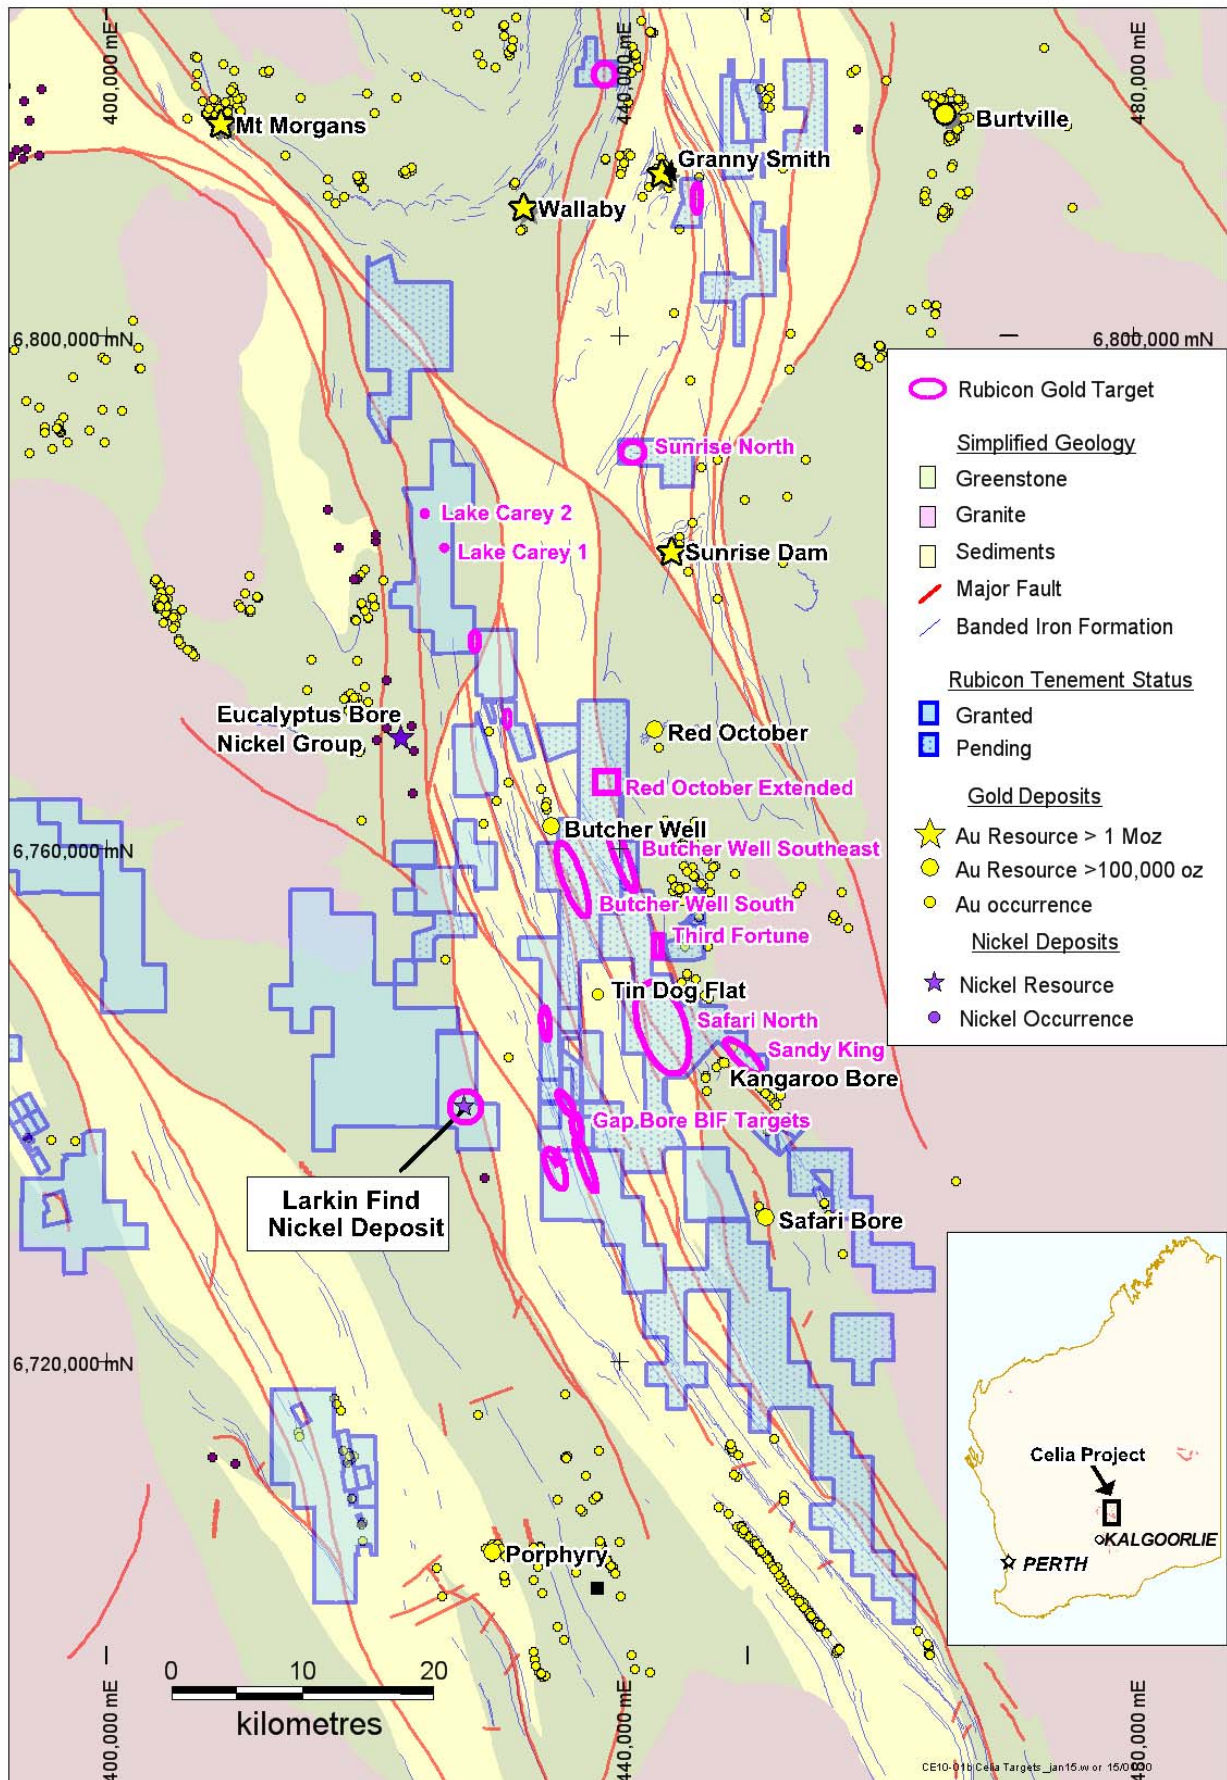 400,000 mE
440,000 mE
480,000 mE
Mt Morgans
Burtville
Granny Smith
Wallaby
6,800,000 mN
6,800,000 mN
Rubicon Gold Target
Simplified Geology
Greenstone
Granite
Sediments
Major Fault
Banded Iron Formation
Rubicon Tenement Status
Granted
Pending
Gold Deposits
Au Resource > 1 Moz
Au Resource >100,000 oz
Au occurrence
Nickel Deposits
Nickel Resource
Nickel Occurrence
Sunrise North
Lake Carey 2
Lake Carey 1
Sunrise Dam
Eucalyptus Bore
Nickel Group
Red October
Red October Extended
Butcher Well
6,760,000 mN
Butcher Well Southeast
Butcher Well South
Third Fortune
Tin Dog Flat
Safari North
Sandy King
Kangaroo Bore
Gap Bore BIF Targets
Larkin Find
Nickel Deposit
Safari Bore
6,720,000 mN
Celia Project
KALGOORLIE
PERTH
Porphyry
0 10 20
kilometres
400,000 mE
440,000 mE
480,000 mE